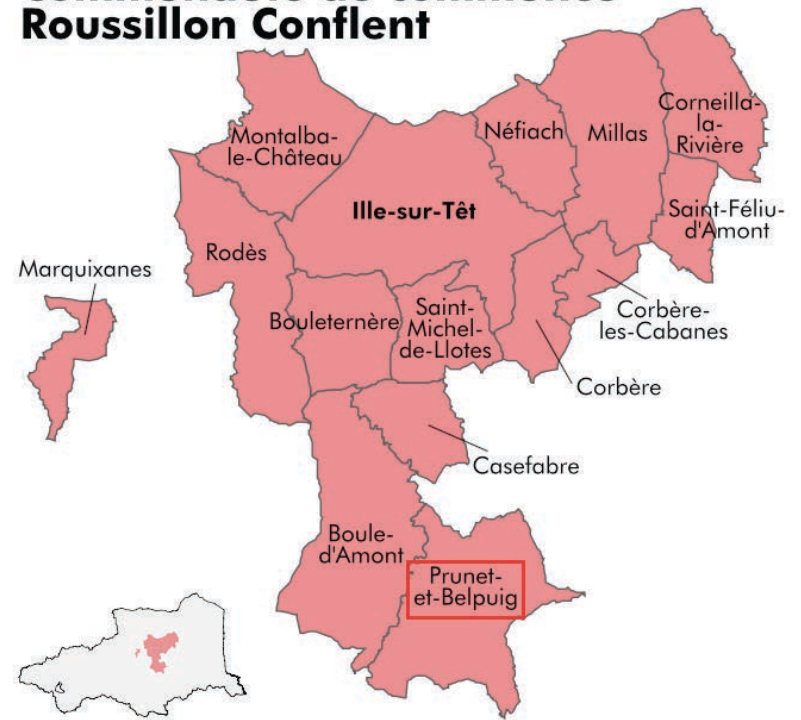 Roussillon Conflent
Corneilla-
la-
Rivière
Montalba-
le-Château
Néfiach
Millas
Ille-sur-Têt
Saint-Féliu-
d'Amont
Rodès
Marquixanes
Bouleternère
Saint-
Michel-
de-Llotes
Corbère-
les-Cabanes
Corbère
Casefabre
Boule-
d'Amont
Prunet-
et-Belpuig